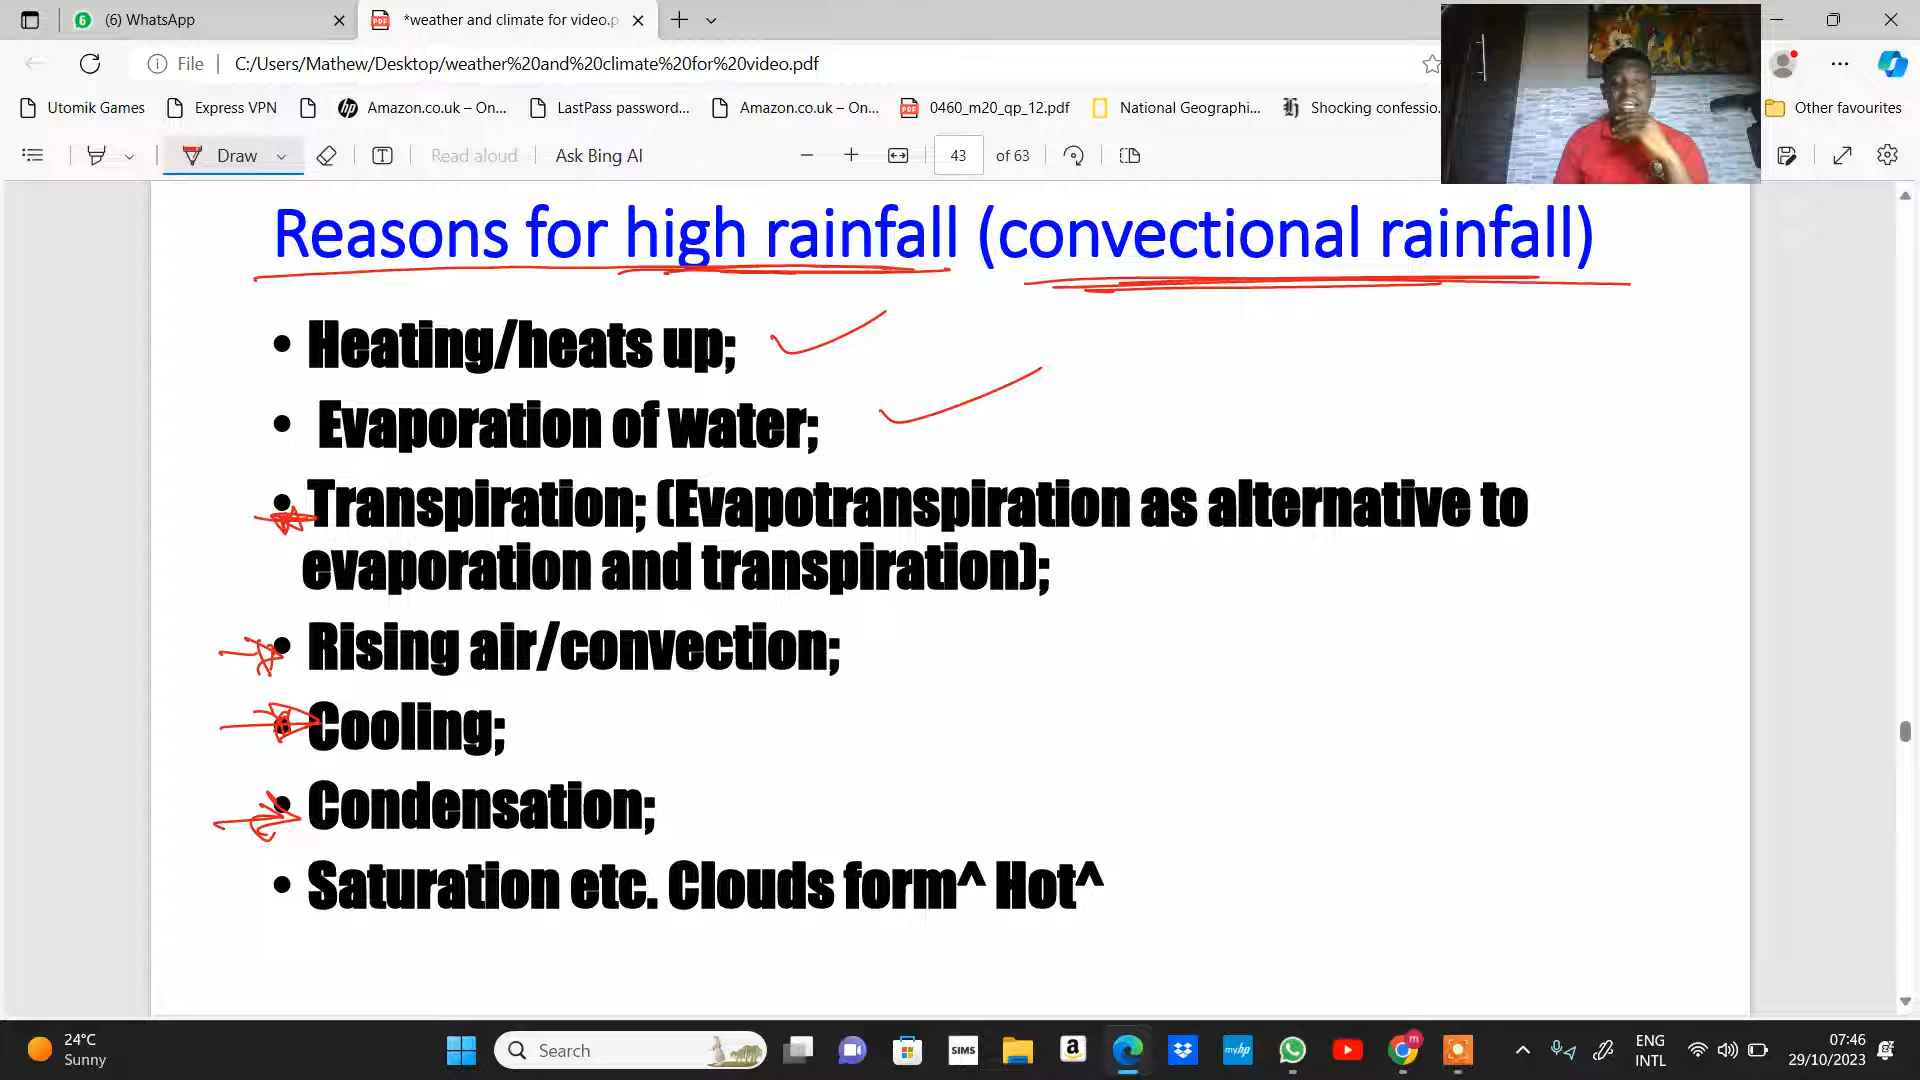 (6) WhatsApp
*weather and climate for video.p
File
C:/Users/Mathew/Desktop/weather%20and%20climate%20for%20video.pdf
Utomik Games
Express VPN
Amazon.co.uk – On...
LastPass password...
Amazon.co.uk – On...
0460_m20_qp_12.pdf
National Geographi...
Shocking confessio.
Other favourites
Draw
Read aloud
Ask Bing AI
43 of 63
Reasons for high rainfall (convectional rainfall)
• Heating/heats up;
• Evaporation of water;
• Transpiration; (Evapotranspiration as alternative to
evaporation and transpiration);
• Rising air/convection;
• Cooling;
• Condensation;
• Saturation etc. Clouds form^ Hot^
24°C
Sunny
Search
SIMS
a
myhp
m
ENG
INTL
07:46
29/10/2023